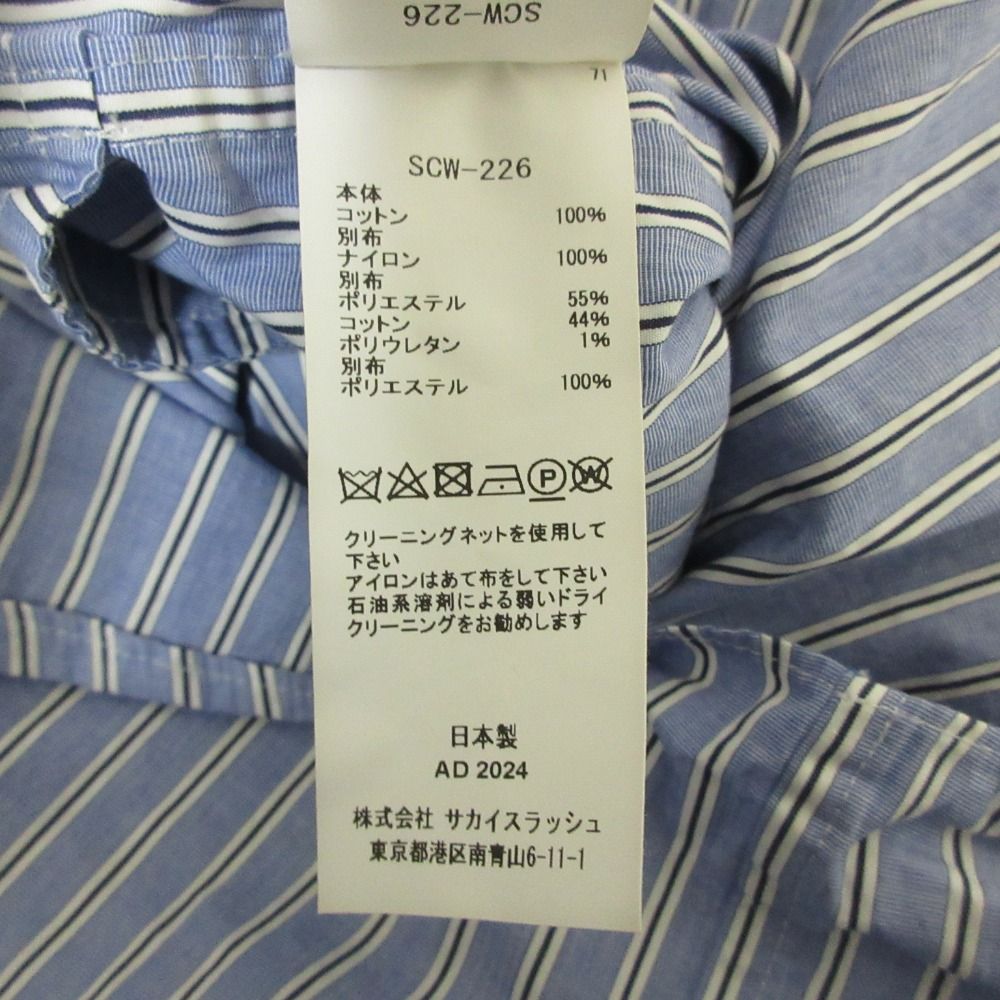 SCW-226
71
SCW-226
本体
コットン 100%
別布
ナイロン 100%
別布
ポリエステル 55%
コットン 44%
ポリウレタン 1%
別布
ポリエステル 100%
P W
クリーニングネットを使用して
下さい
アイロンはあて布をして下さい
石油系溶剤による弱いドライ
クリーニングをお勧めします
日本製
AD 2024
株式会社 サカイスラッシュ
東京都港区南青山6-11-1